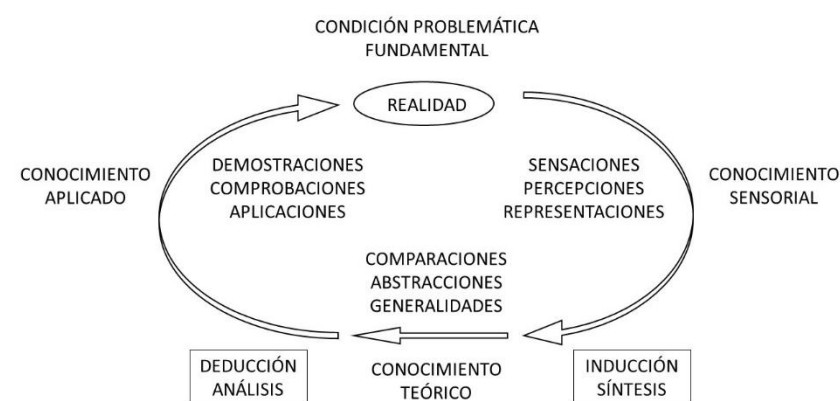 CONDICIÓN PROBLEMÁTICA
FUNDAMENTAL
REALIDAD
CONOCIMIENTO
APLICADO
DEMOSTRACIONES
COMPROBACIONES
APLICACIONES
SENSACIONES
PERCEPCIONES
REPRESENTACIONES
CONOCIMIENTO
SENSORIAL
COMPARACIONES
ABSTRACCIONES
GENERALIDADES
DEDUCCIÓN
ANÁLISIS
CONOCIMIENTO
TEÓRICO
INDUCCIÓN
SÍNTESIS